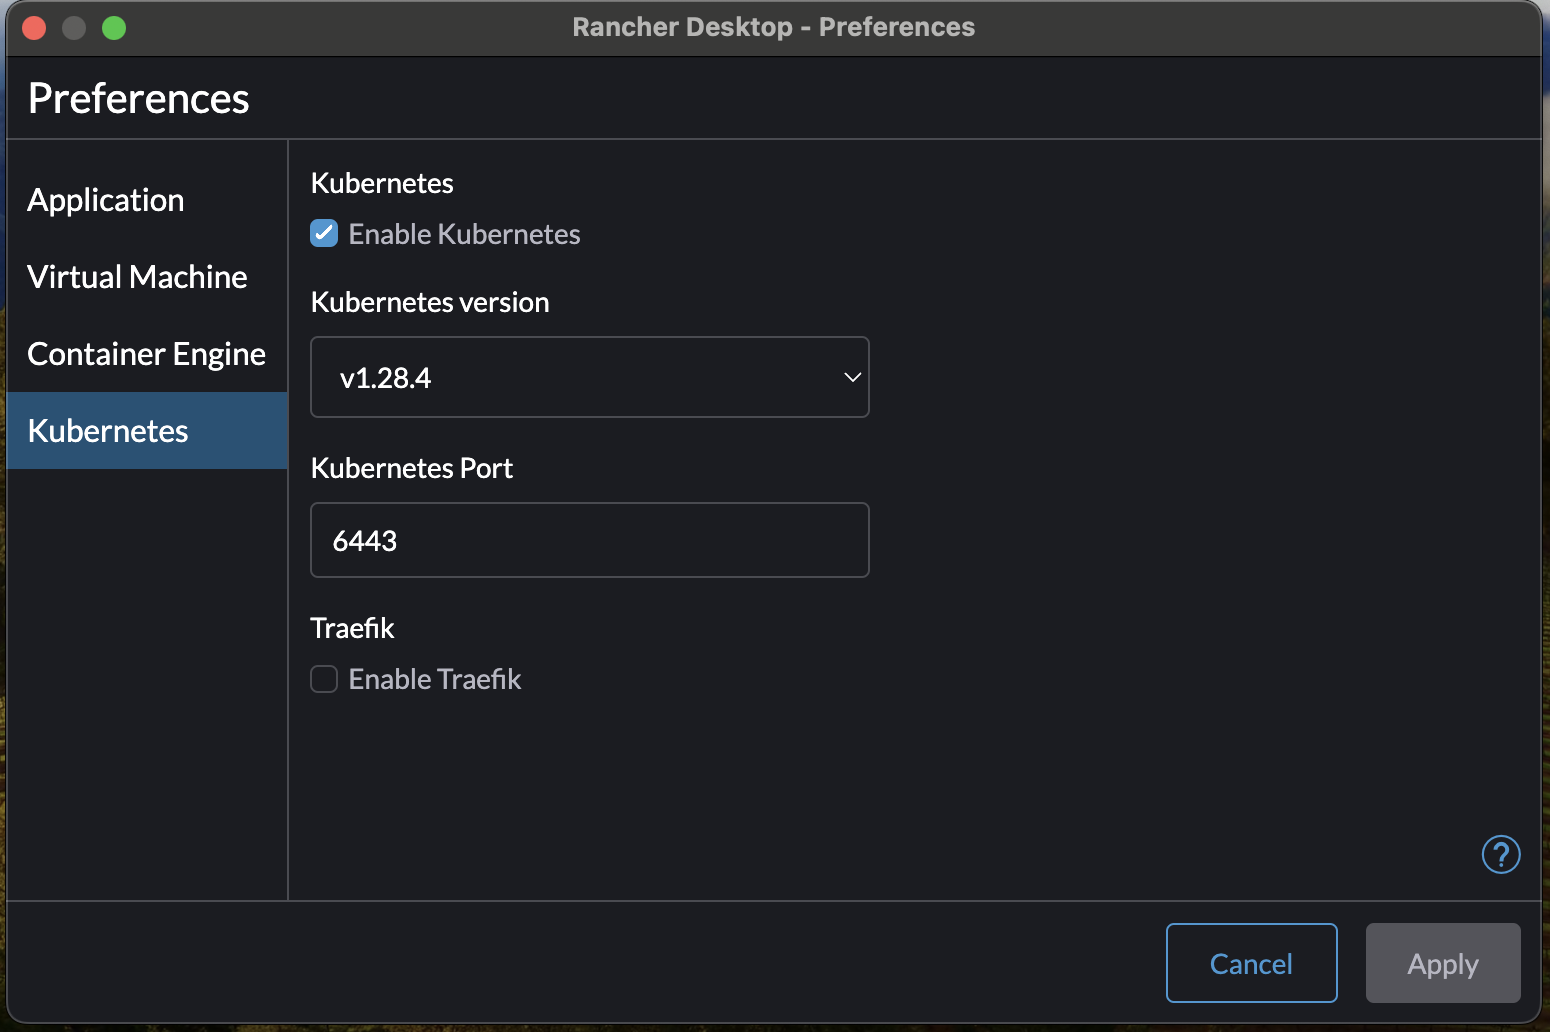 Rancher Desktop - Preferences
Preferences
Application
Virtual Machine
Container Engine
Kubernetes
Kubernetes
Enable Kubernetes
Kubernetes version
v1.28.4
Kubernetes Port
6443
Traefik
Enable Traefik
?
Cancel
Apply